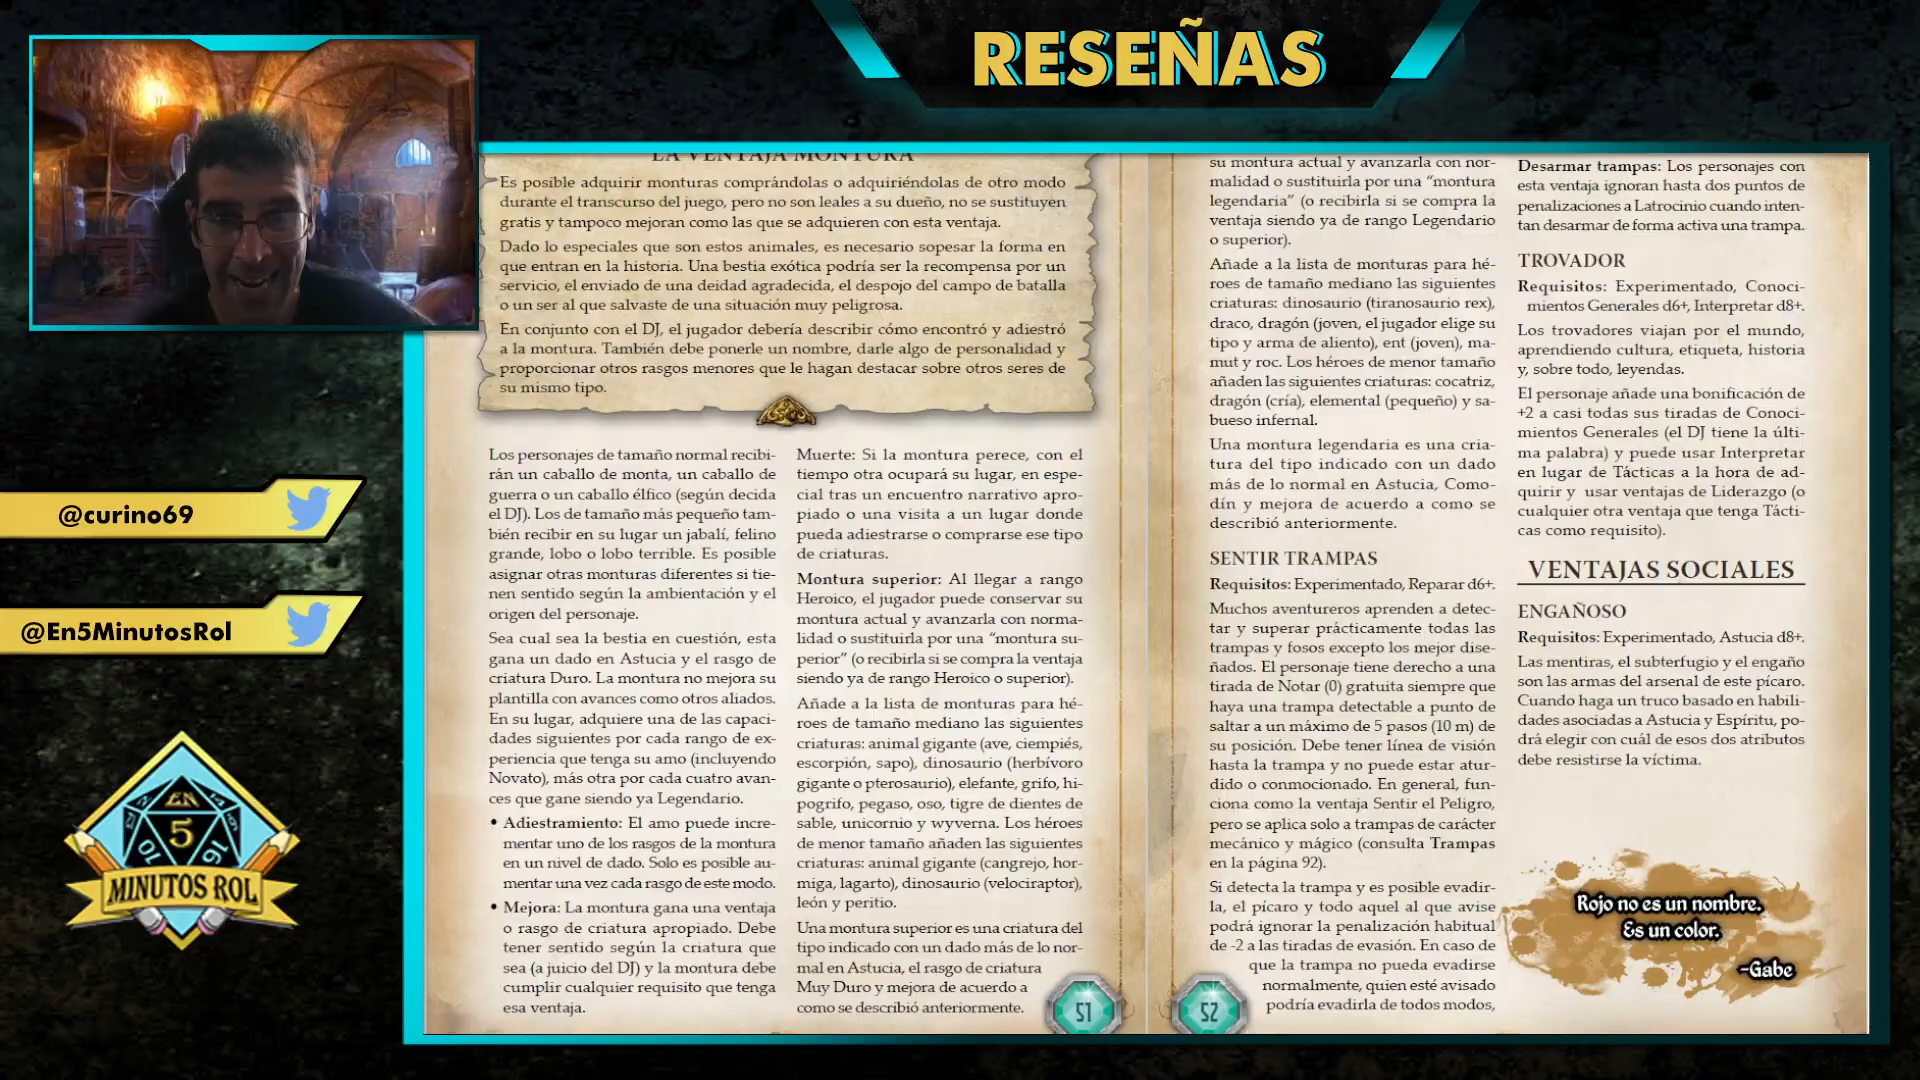 RESEÑAS
LA VENTAJA MONTURA
Es posible adquirir monturas comprándolas o adquiriéndolas de otro modo
durante el transcurso del juego, pero no son leales a su dueño, no se sustituyen
gratis y tampoco mejoran como las que se adquieren con esta ventaja.
Dado lo especiales que son estos animales, es necesario sopesar la forma en
que entran en la historia. Una bestia exótica podría ser la recompensa por un
servicio, el enviado de una deidad agradecida, el despojo del campo de batalla
o un ser al que salvaste de una situación muy peligrosa.
En conjunto con el DJ, el jugador debería describir cómo encontró y adiestró
a la montura. También debe ponerle un nombre, darle algo de personalidad y
proporcionar otros rasgos menores que le hagan destacar sobre otros seres de
su mismo tipo.
Los personajes de tamaño normal recibi-
rán un caballo de monta, un caballo de
guerra o un caballo élfico (según decida
el DJ). Los de tamaño más pequeño tam-
bién recibir en su lugar un jabalí, felino
grande, lobo o lobo terrible. Es posible
asignar otras monturas diferentes si tie-
nen sentido según la ambientación y el
origen del personaje.
Sea cual sea la bestia en cuestión, esta
gana un dado en Astucia y el rasgo de
criatura Duro. La montura no mejora su
plantilla con avances como otros aliados.
En su lugar, adquiere una de las capaci-
dades siguientes por cada rango de ex-
periencia que tenga su amo (incluyendo
Novato), más otra por cada cuatro avan-
ces que gane siendo ya Legendario.
• Adiestramiento: El amo puede incre-
mentar uno de los rasgos de la montura
en un nivel de dado. Solo es posible au-
mentar una vez cada rasgo de este modo.
• Mejora: La montura gana una ventaja
o rasgo de criatura apropiado. Debe
tener sentido según la criatura que
sea (a juicio del DJ) y la montura debe
cumplir cualquier requisito que tenga
esa ventaja.
Muerte: Si la montura perece, con el
tiempo otra ocupará su lugar, en espe-
cial tras un encuentro narrativo apro-
piado o una visita a un lugar donde
pueda adiestrarse o comprarse ese tipo
de criaturas.
Montura superior: Al llegar a rango
Heroico, el jugador puede conservar su
montura actual y avanzarla con norma-
lidad o sustituirla por una “montura su-
perior” (o recibirla si se compra la ventaja
siendo ya de rango Heroico o superior).
Añade a la lista de monturas para hé-
roes de tamaño mediano las siguientes
criaturas: animal gigante (ave, ciempiés,
escorpión, sapo), dinosaurio (herbívoro
gigante o pterosaurio), elefante, grifo, hi-
pogrifo, pegaso, oso, tigre de dientes de
sable, unicornio y wyverna. Los héroes
de menor tamaño añaden las siguientes
criaturas: animal gigante (cangrejo, hor-
miga, lagarto), dinosaurio (velociraptor),
león y peritio.
Una montura superior es una criatura del
tipo indicado con un dado más de lo nor-
mal en Astucia, el rasgo de criatura
Muy Duro y mejora de acuerdo a
como se describió anteriormente.
51
su montura actual y avanzarla con nor-
malidad o sustituirla por una “montura
legendaria” (o recibirla si se compra la
ventaja siendo ya de rango Legendario
o superior).
Añade a la lista de monturas para hé-
roes de tamaño mediano las siguientes
criaturas: dinosaurio (tiranosaurio rex),
draco, dragón (joven, el jugador elige su
tipo y arma de aliento), ent (joven), ma-
mut y roc. Los héroes de menor tamaño
añaden las siguientes criaturas: cocatriz,
dragón (cría), elemental (pequeño) y sa-
bueso infernal.
Una montura legendaria es una cria-
tura del tipo indicado con un dado
más de lo normal en Astucia, Como-
dín y mejora de acuerdo a como se
describió anteriormente.
SENTIR TRAMPAS
Requisitos: Experimentado, Reparar d6+.
Muchos aventureros aprenden a detec-
tar y superar prácticamente todas las
trampas y fosos excepto los mejor dise-
ñados. El personaje tiene derecho a una
tirada de Notar (0) gratuita siempre que
haya una trampa detectable a punto de
saltar a un máximo de 5 pasos (10 m) de
su posición. Debe tener línea de visión
hasta la trampa y no puede estar atur-
dido o conmocionado. En general, fun-
ciona como la ventaja Sentir el Peligro,
pero se aplica solo a trampas de carácter
mecánico y mágico (consulta Trampas
en la página 92).
Si detecta la trampa y es posible evadir-
la, el pícaro y todo aquel al que avise
podrá ignorar la penalización habitual
de -2 a las tiradas de evasión. En caso de
que la trampa no pueda evadirse
normalmente, quien esté avisado
podría evadirla de todos modos,
52
Desarmar trampas: Los personajes con
esta ventaja ignoran hasta dos puntos de
penalizaciones a Latrocinio cuando inten-
tan desarmar de forma activa una trampa.
TROVADOR
Requisitos: Experimentado, Conoci-
mientos Generales d6+, Interpretar d8+.
Los trovadores viajan por el mundo,
aprendiendo cultura, etiqueta, historia
y, sobre todo, leyendas.
El personaje añade una bonificación de
+2 a casi todas sus tiradas de Conoci-
mientos Generales (el DJ tiene la últi-
ma palabra) y puede usar Interpretar
en lugar de Tácticas a la hora de ad-
quirir y usar ventajas de Liderazgo (o
cualquier otra ventaja que tenga Tácti-
cas como requisito).
VENTAJAS SOCIALES
ENGAÑOSO
Requisitos: Experimentado, Astucia d8+.
Las mentiras, el subterfugio y el engaño
son las armas del arsenal de este pícaro.
Cuando haga un truco basado en habili-
dades asociadas a Astucia y Espíritu, po-
drá elegir con cuál de esos dos atributos
debe resistirse la víctima.
Rojo no es un nombre.
Es un color.
-Gabe
@curino69
@En5MinutosRol
EN
5
10
16
MINUTOS ROL